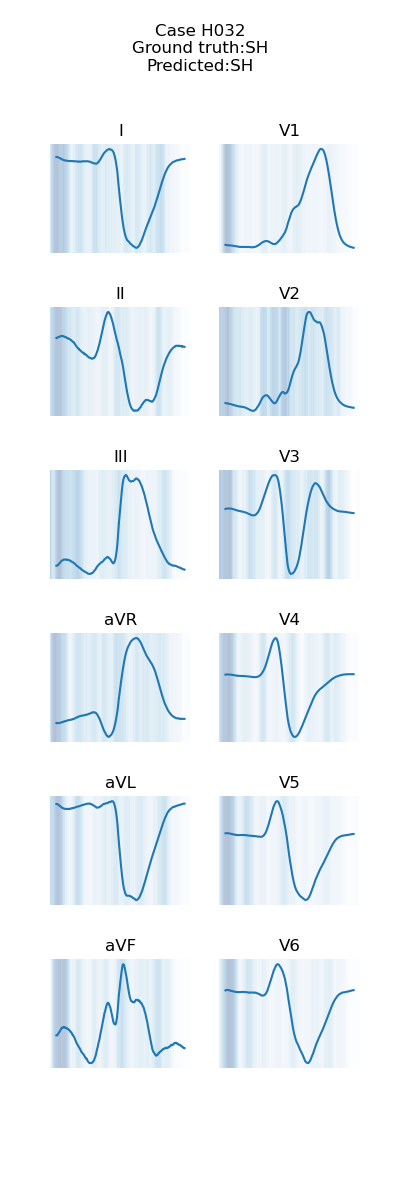 Case H032
Ground truth:SH
Predicted:SH
I
V1
II
V2
III
V3
aVR
V4
aVL
V5
aVF
V6